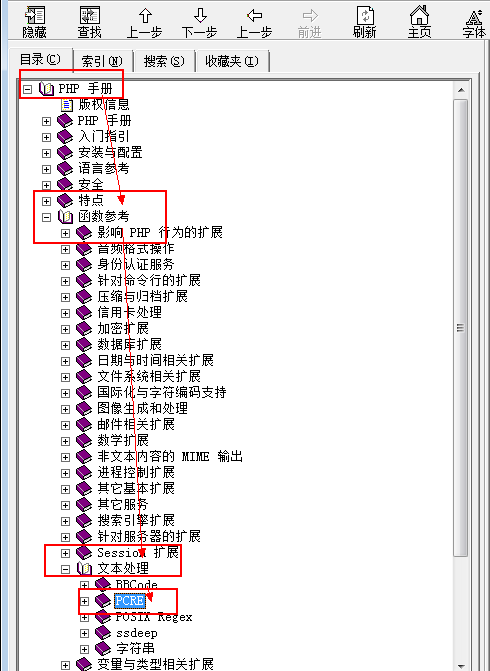 隐藏 查找 上一步 下一步 上一步 前进 刷新 主页 字体
目录(C) 索引(N) 搜索(S) 收藏夹(I)
PHP 手册
版权信息
PHP 手册
入门指引
安装与配置
语言参考
安全
特点
函数参考
影响 PHP 行为的扩展
音频格式操作
身份认证服务
针对命令行的扩展
压缩与归档扩展
信用卡处理
加密扩展
数据库扩展
日期与时间相关扩展
文件系统相关扩展
国际化与字符编码支持
图像生成和处理
邮件相关扩展
数学扩展
非文本内容的 MIME 输出
进程控制扩展
其它基本扩展
其它服务
搜索引擎扩展
针对服务器的扩展
Session 扩展
文本处理
BBCode
PCRE
POSIX Regex
ssdeep
字符串
变量与类型相关扩展